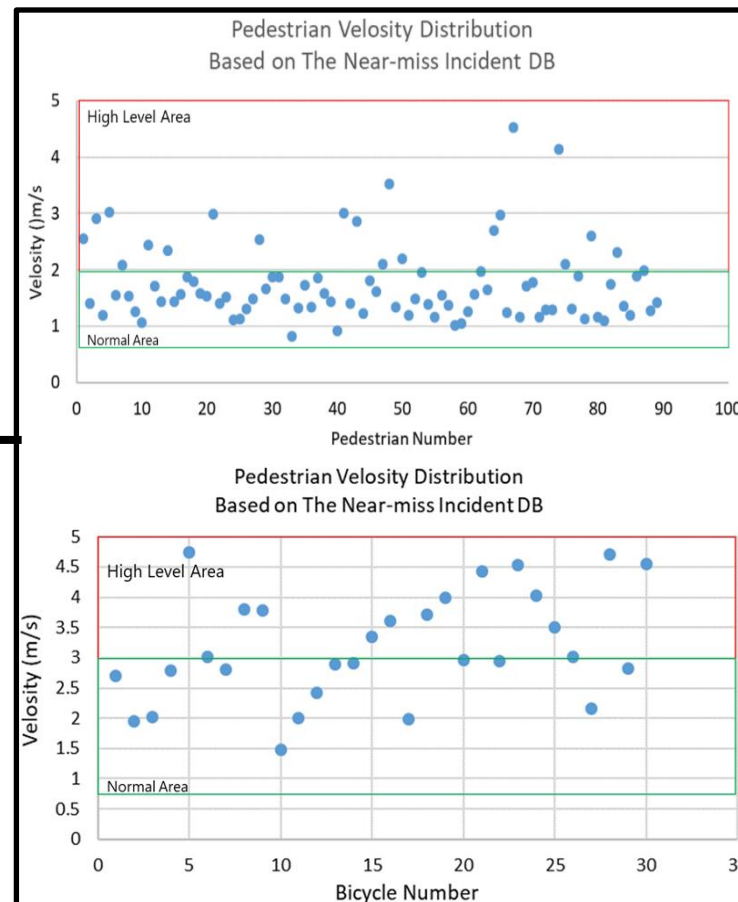 Pedestrian Velosity Distribution
Based on The Near-miss Incident DB
5
High Level Area
4
3
2
1
Normal Area
0
Velosity ()m/s
0 10 20 30 40 50 60 70 80 90 100
Pedestrian Number
Pedestrian Velosity Distribution
Based on The Near-miss Incident DB
5
4.5
High Level Area
4
3.5
3
2.5
2
1.5
1
Normal Area
0.5
0
Velosity (m/s)
0 5 10 15 20 25 30 3
Bicycle Number